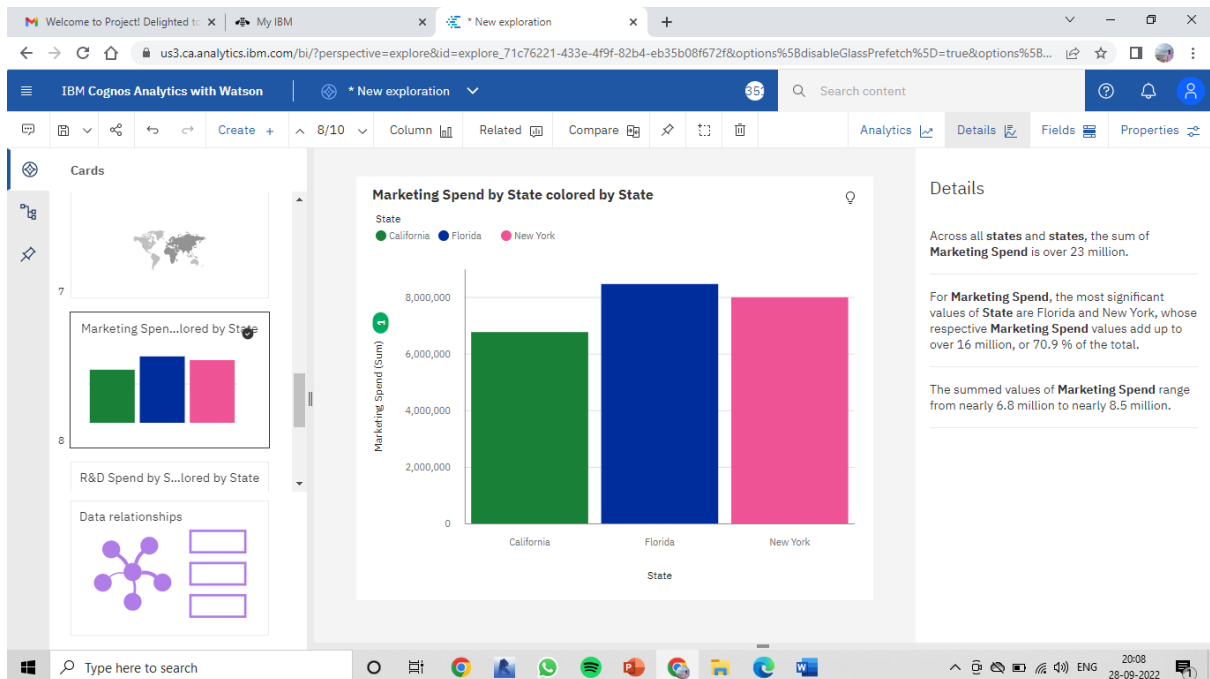 Welcome to Project! Delighted to
My IBM
* New exploration
us3.ca.analytics.ibm.com/bi/?perspective=explore&id=explore_71c76221-433e-4f9f-82b4-eb35b08f672f&options%5BdisableGlassPrefetch%5D=true&options%5B...
IBM Cognos Analytics with Watson
* New exploration
Search content
Create +
8/10
Column
Related
Compare
Analytics
Details
Fields
Properties
Cards
7
Marketing Spen...lored by State
8
R&D Spend by S...lored by State
Data relationships
Marketing Spend by State colored by State
State
California
Florida
New York
Marketing Spend (Sum)
1
8,000,000
6,000,000
4,000,000
2,000,000
0
California
Florida
New York
State
Details
Across all states and states, the sum of
Marketing Spend is over 23 million.
For Marketing Spend, the most significant
values of State are Florida and New York, whose
respective Marketing Spend values add up to
over 16 million, or 70.9 % of the total.
The summed values of Marketing Spend range
from nearly 6.8 million to nearly 8.5 million.
Type here to search
ENG
20:08
28-09-2022